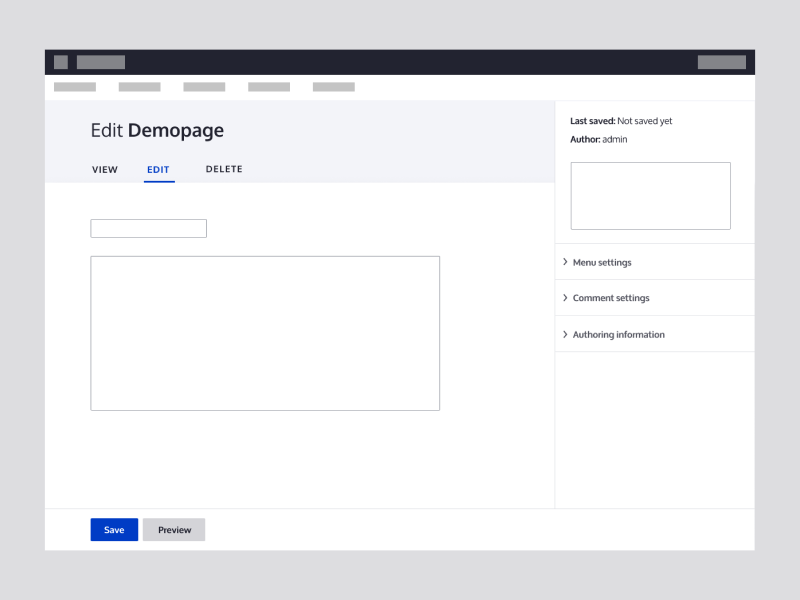 Edit Demopage
VIEW EDIT DELETE
Last saved: Not saved yet
Author: admin
Menu settings
Comment settings
Authoring information
Save Preview